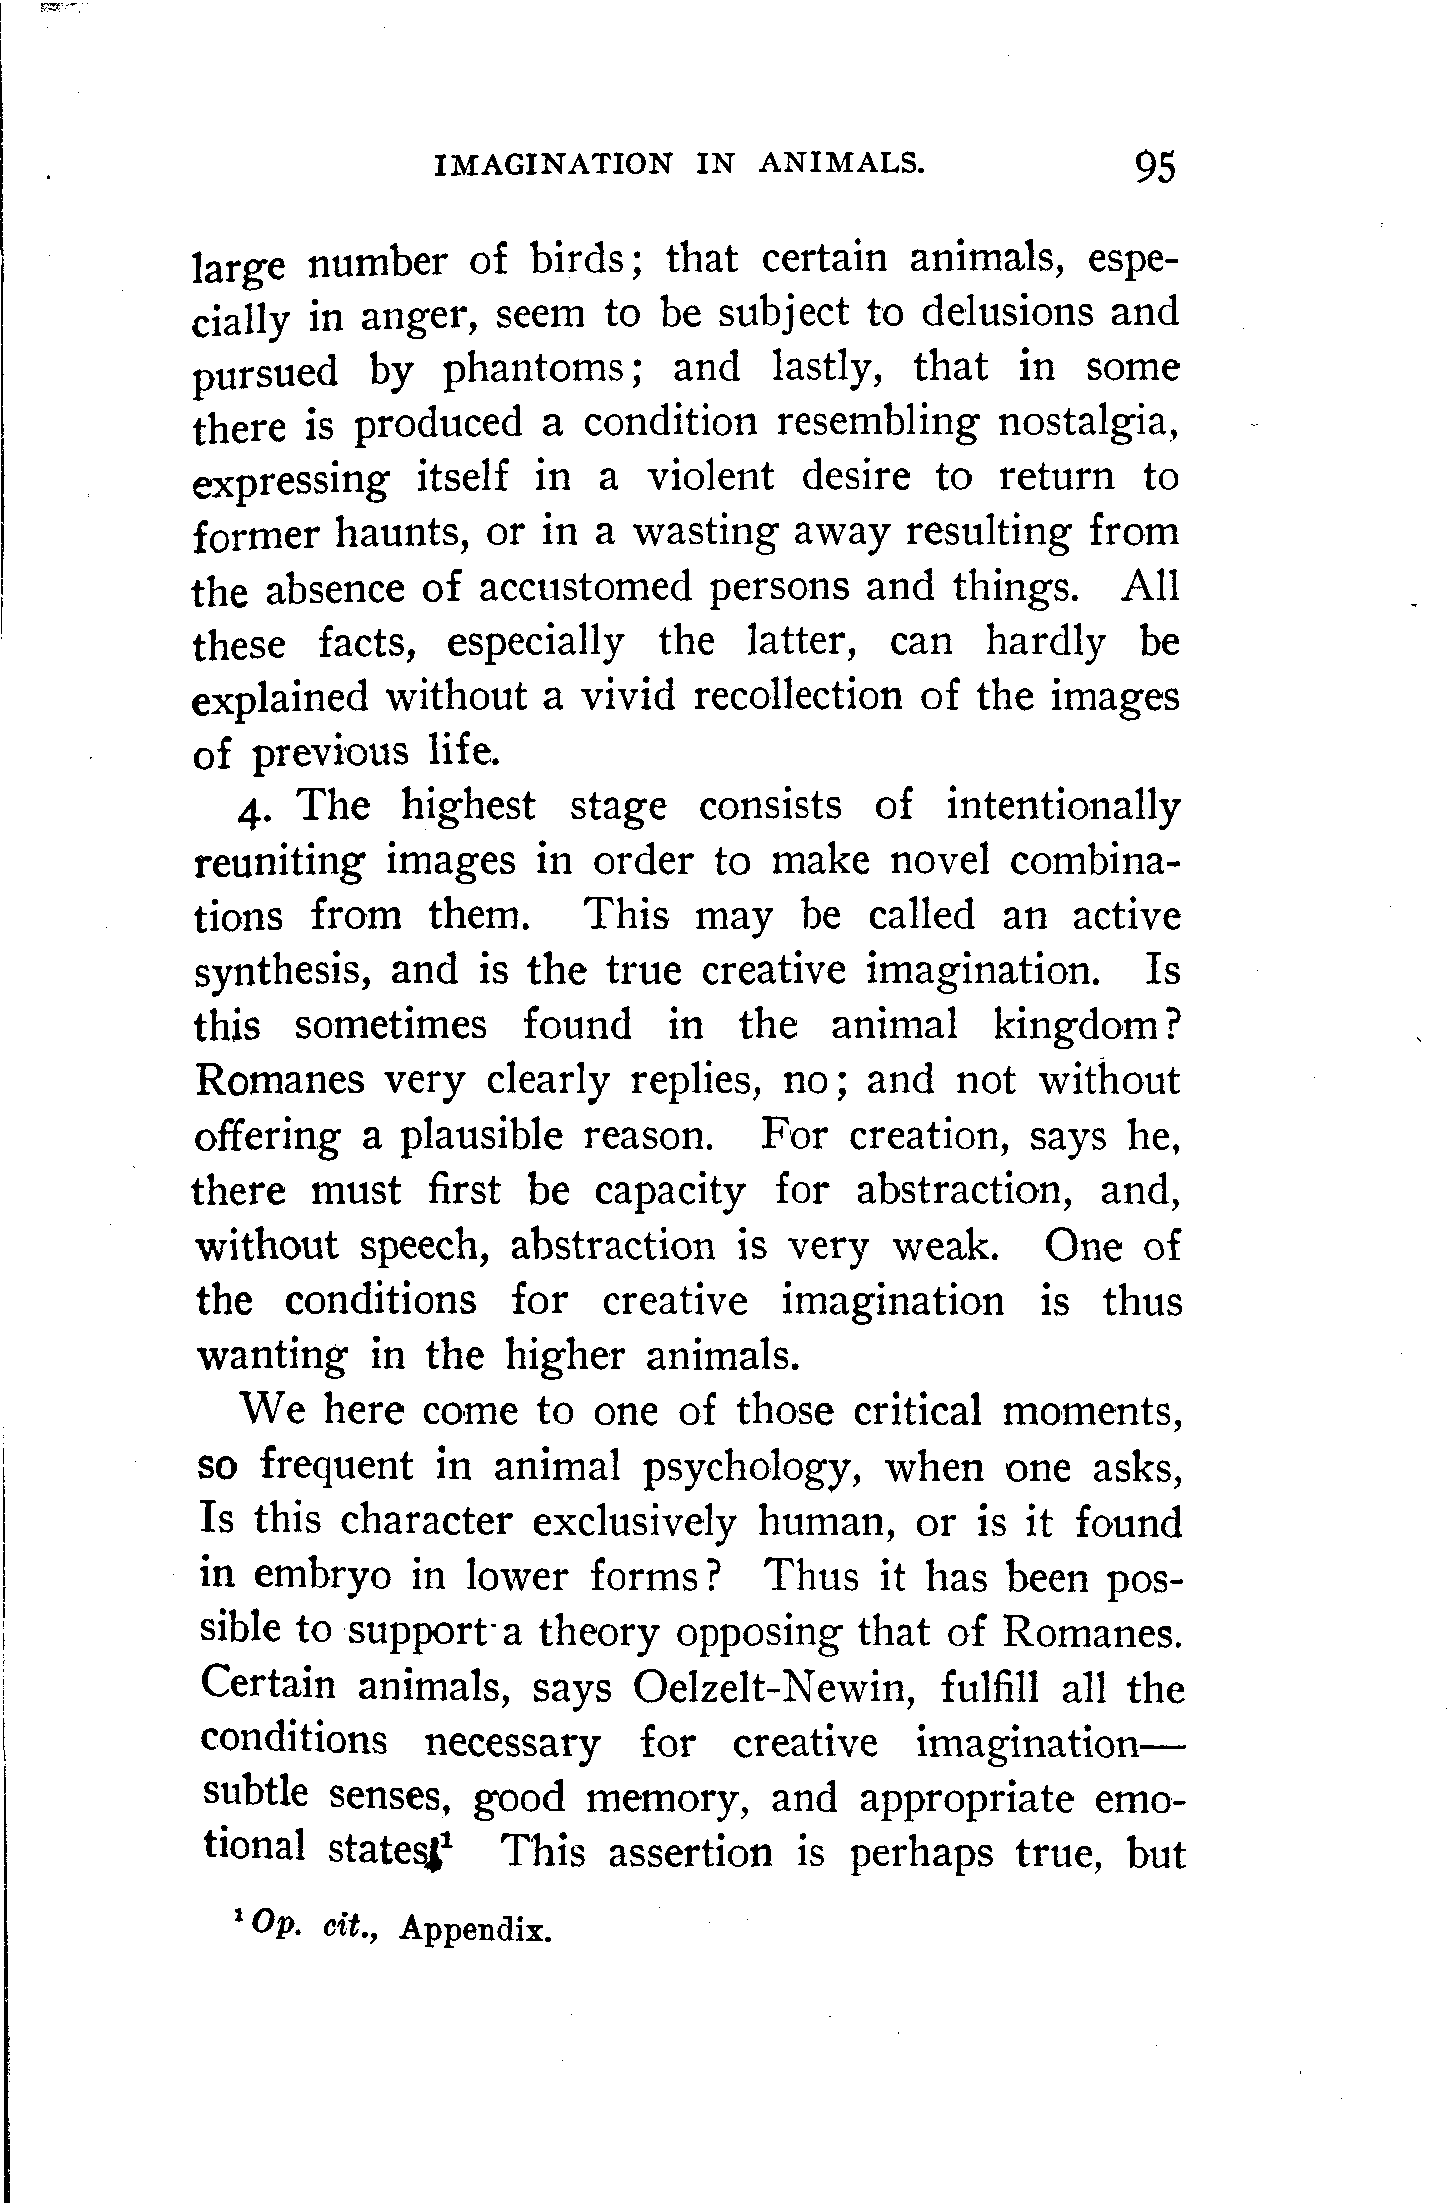 IMAGINATION IN ANIMALS. 95
large number of birds; that certain animals, espe-
cially in anger, seem to be subject to delusions and
pursued by phantoms; and lastly, that in some
there is produced a condition resembling nostalgia,
expressing itself in a violent desire to return to
former haunts, or in a wasting away resulting from
the absence of accustomed persons and things. All
these facts, especially the latter, can hardly be
explained without a vivid recollection of the images
of previous life.
4. The highest stage consists of intentionally
reuniting images in order to make novel combina-
tions from them. This may be called an active
synthesis, and is the true creative imagination. Is
this sometimes found in the animal kingdom?
Romanes very clearly replies, no; and not without
offering a plausible reason. For creation, says he,
there must first be capacity for abstraction, and,
without speech, abstraction is very weak. One of
the conditions for creative imagination is thus
wanting in the higher animals.
We here come to one of those critical moments,
so frequent in animal psychology, when one asks,
Is this character exclusively human, or is it found
in embryo in lower forms? Thus it has been pos-
sible to support a theory opposing that of Romanes.
Certain animals, says Oelzelt-Newin, fulfill all the
conditions necessary for creative imagination—
subtle senses, good memory, and appropriate emo-
tional states.¹ This assertion is perhaps true, but
¹ Op. cit., Appendix.